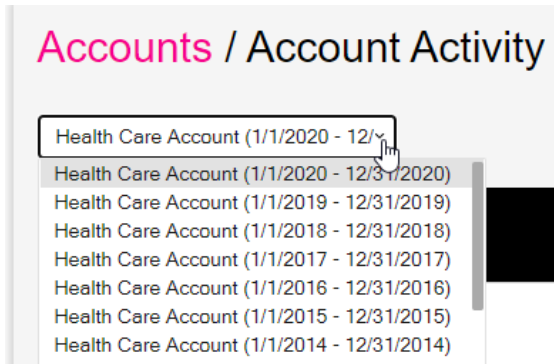 Accounts / Account Activity
Health Care Account (1/1/2020 - 12/
Health Care Account (1/1/2020 - 12/31/2020)
Health Care Account (1/1/2019 - 12/31/2019)
Health Care Account (1/1/2018 - 12/31/2018)
Health Care Account (1/1/2017 - 12/31/2017)
Health Care Account (1/1/2016 - 12/31/2016)
Health Care Account (1/1/2015 - 12/31/2015)
Health Care Account (1/1/2014 - 12/31/2014)